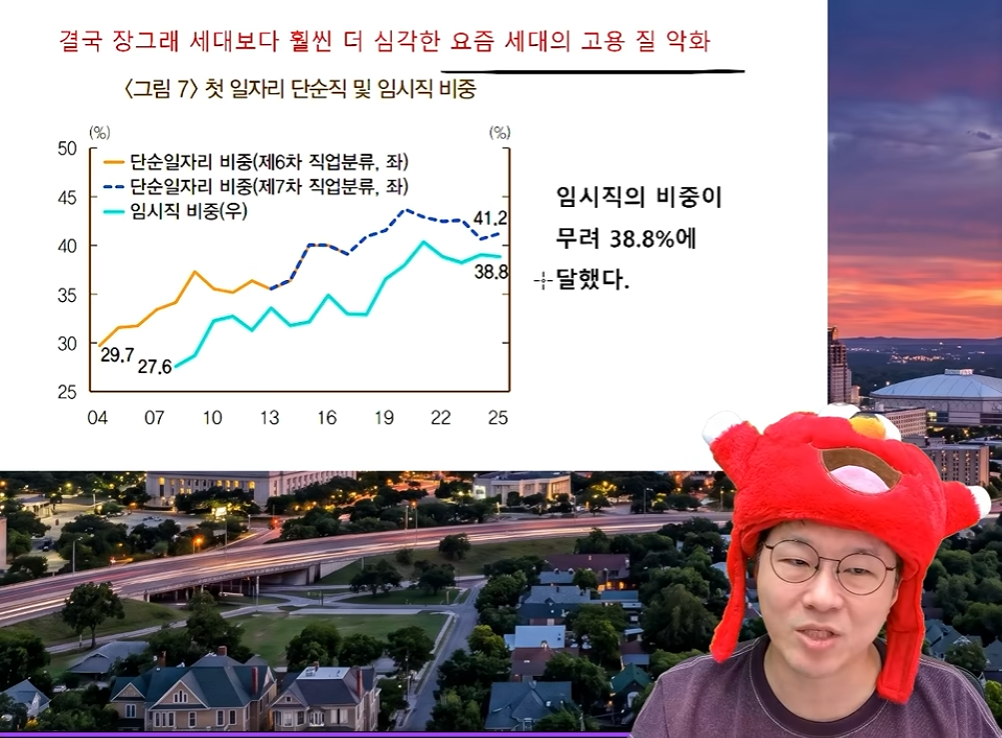 결국 장그래 세대보다 훨씬 더 심각한 요즘 세대의 고용 질 악화
〈그림 7〉 첫 일자리 단순직 및 임시직 비중
(%) (%)
50
단순일자리 비중(제6차 직업분류, 좌)
45
단순일자리 비중(제7차 직업분류, 좌)
임시직 비중(우)
41.2
40
38.8
35
30
29.7
27.6
25
04 07 10 13 16 19 22 25
임시직의 비중이
무려 38.8%에
달했다.